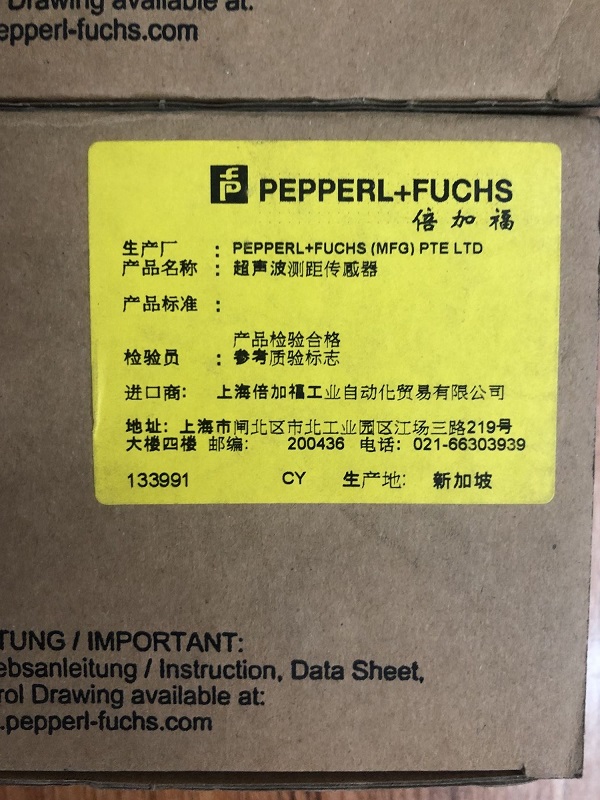 Drawing available at:
epperl-fuchs.com
PEPPERL+FUCHS
倍加福
生产厂 : PEPPERL+FUCHS (MFG) PTE LTD
产品名称 : 超声波测距传感器
产品标准 :
产品检验合格
检验员 : 参考质验标志
进口商: 上海倍加福工业自动化贸易有限公司
地址: 上海市闸北区市北工业园区江场三路219号
大楼四楼 邮编: 200436 电话: 021-66303939
133991 CY 生产地: 新加坡
TUNG / IMPORTANT:
ebsanleitung / Instruction, Data Sheet,
rol Drawing available at:
.pepperl-fuchs.com